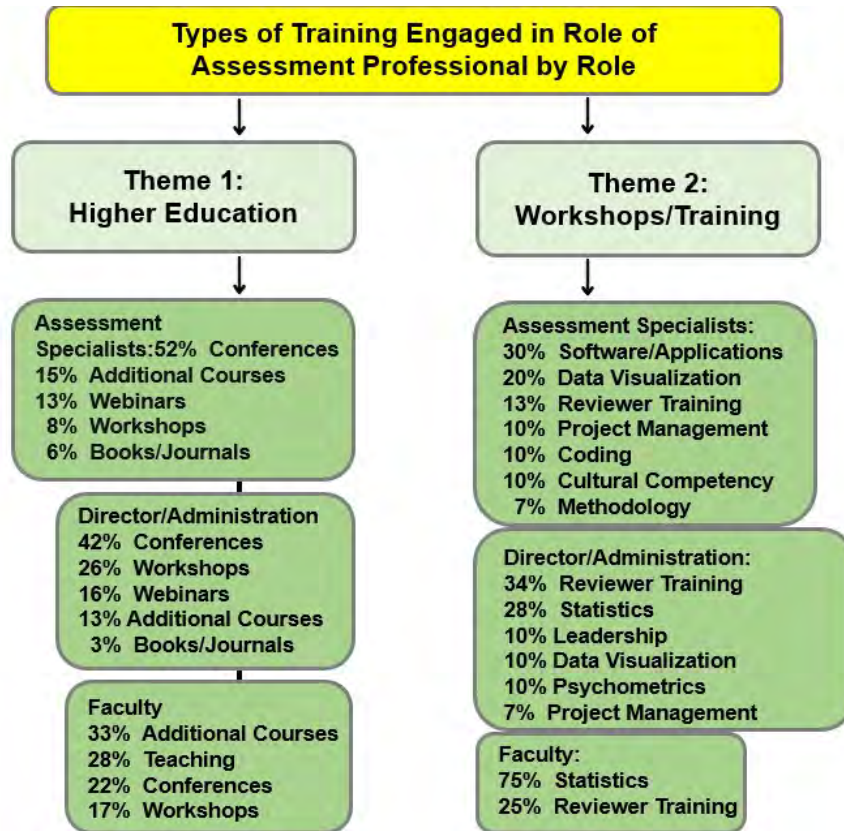 Types of Training Engaged in Role of
Assessment Professional by Role
Theme 1:
Higher Education
Assessment
Specialists:52% Conferences
15% Additional Courses
13% Webinars
8% Workshops
6% Books/Journals
Director/Administration
42% Conferences
26% Workshops
16% Webinars
13% Additional Courses
3% Books/Journals
Faculty
33% Additional Courses
28% Teaching
22% Conferences
17% Workshops
Theme 2:
Workshops/Training
Assessment Specialists:
30% Software/Applications
20% Data Visualization
13% Reviewer Training
10% Project Management
10% Coding
10% Cultural Competency
7% Methodology
Director/Administration:
34% Reviewer Training
28% Statistics
10% Leadership
10% Data Visualization
10% Psychometrics
7% Project Management
Faculty:
75% Statistics
25% Reviewer Training